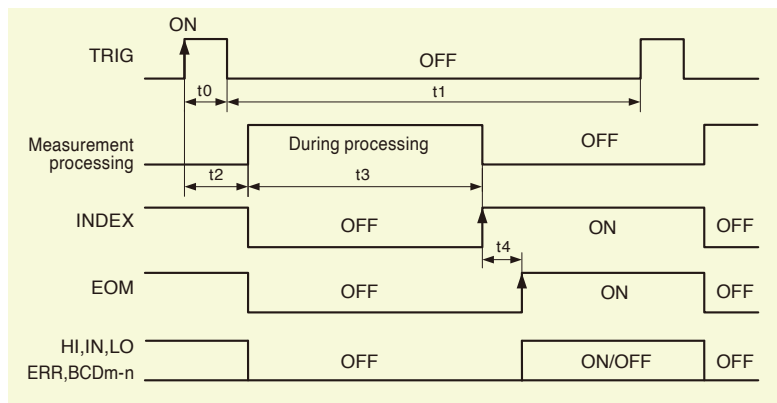 ON
TRIG
OFF
t0
t1
Measurement
processing
During processing
OFF
t2
t3
INDEX
OFF
ON
OFF
t4
EOM
OFF
ON
OFF
HI,IN,LO
ERR,BCDm-n
OFF
ON/OFF
OFF